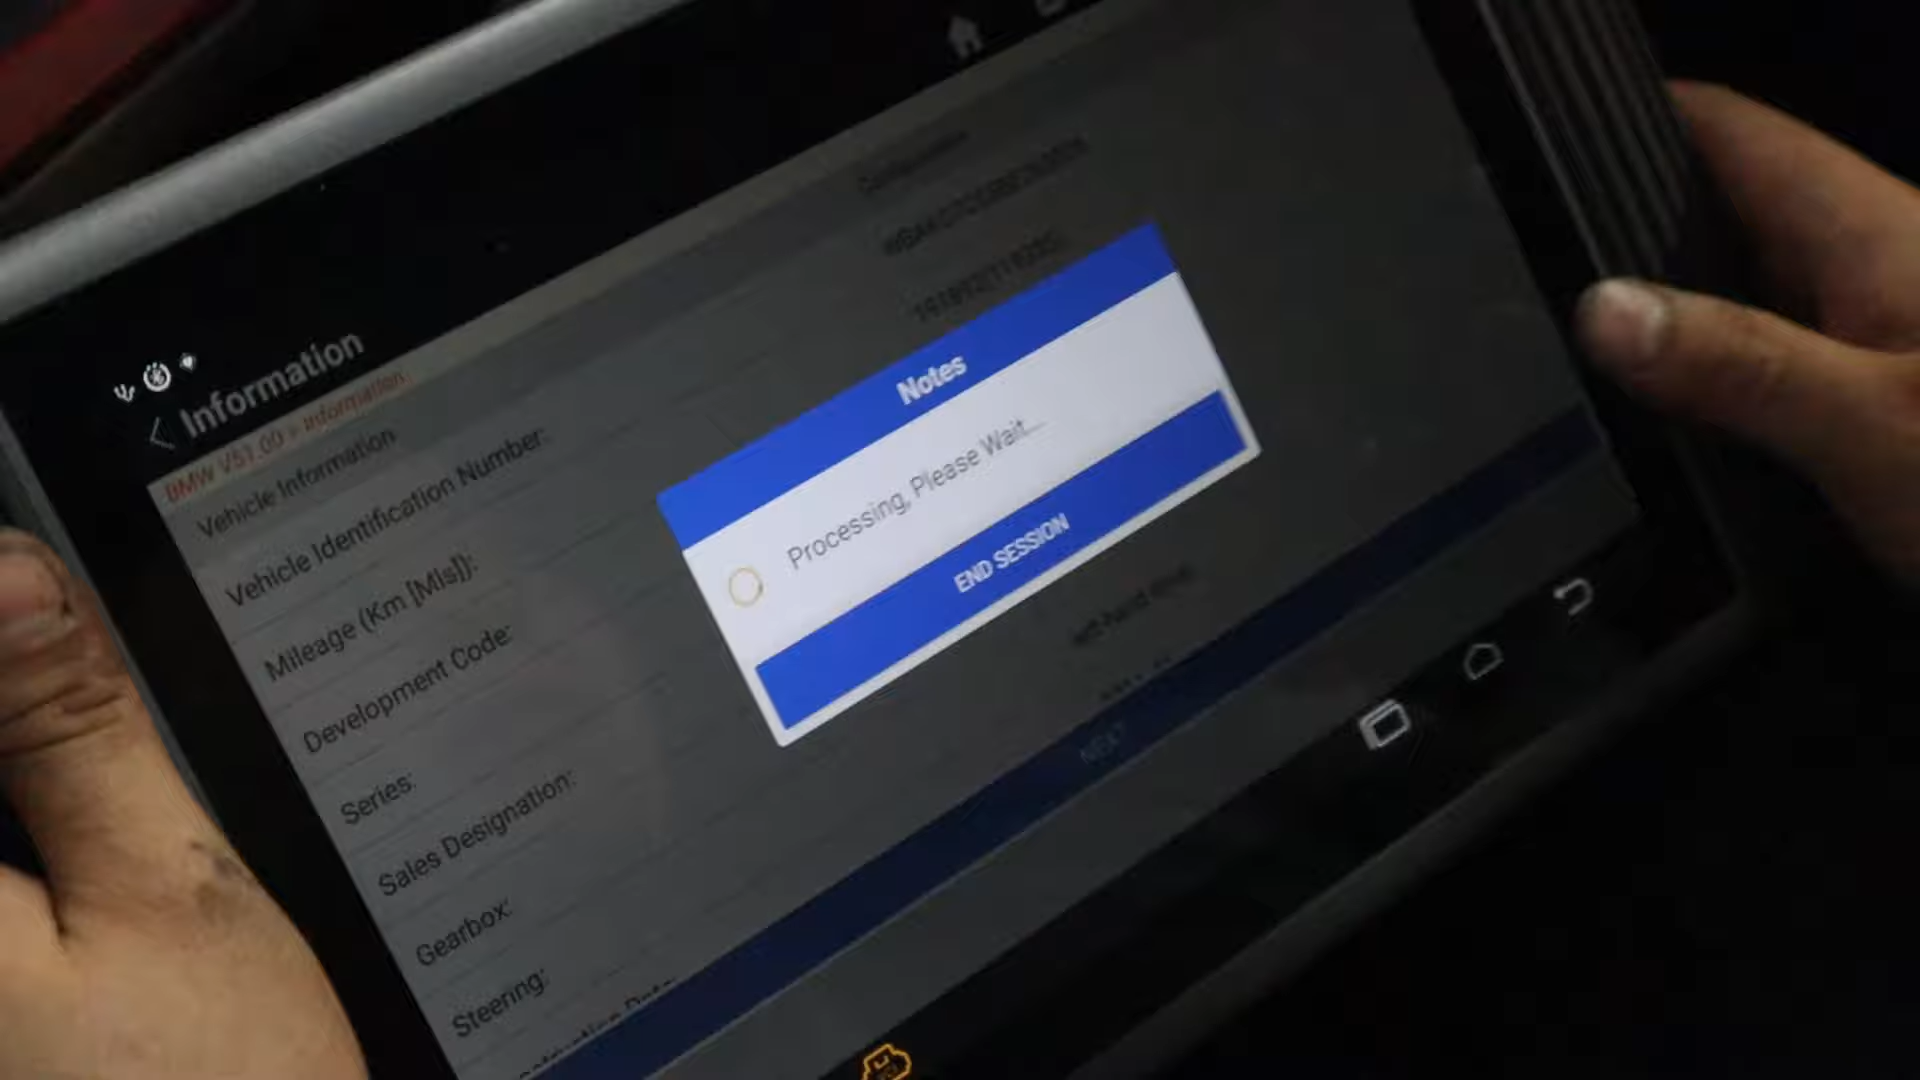 Information
BMW V51.00 > Information
Vehicle Information
Vehicle Identification Number:
Mileage (Km [Mls]):
Development Code:
Series:
Sales Designation:
Gearbox:
Steering:
Notes
Processing, Please Wait...
END SESSION
NEXT